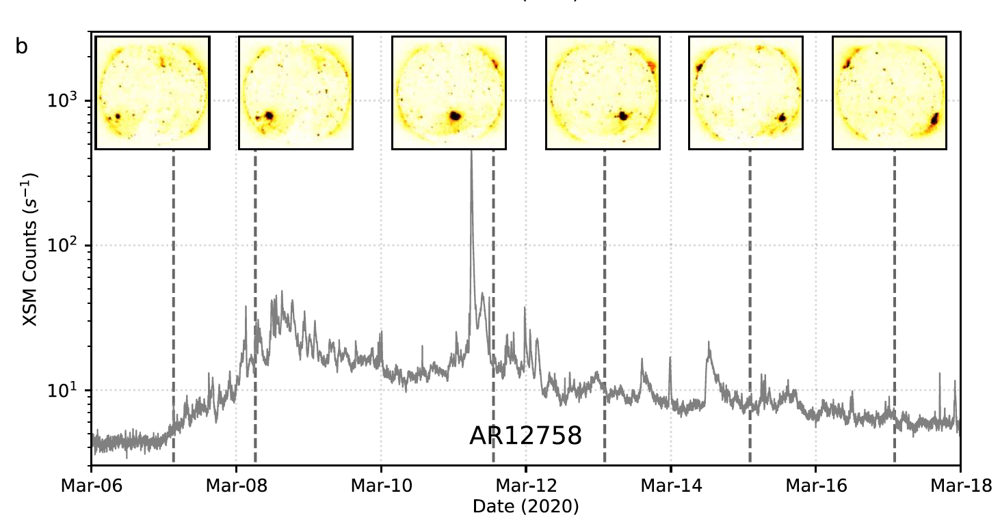 b
10³
10²
10¹
XSM Counts (s⁻¹)
AR12758
Mar-06 Mar-08 Mar-10 Mar-12 Mar-14 Mar-16 Mar-18
Date (2020)